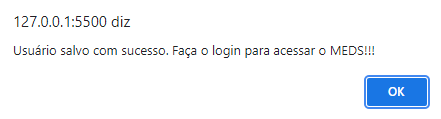 127.0.0.1:5500 diz
Usuário salvo com sucesso. Faça o login para acessar o MEDS!!!
OK